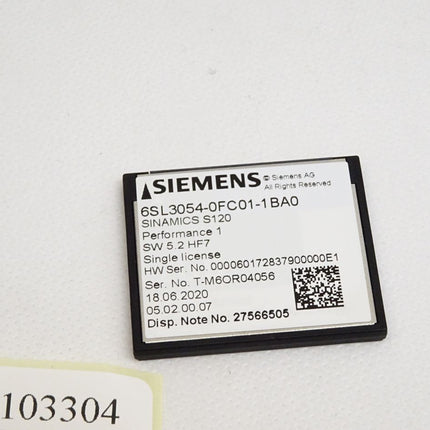 SIEMENS © Siemens AG
All Rights Reserved
6SL3054-0FC01-1BA0
SINAMICS S120
Performance 1
SW 5.2 HF7
Single license
HW Ser. No. 000060172837900000E1
Ser. No. T-M6OR04056
18.06.2020
05.02.00.07
Disp. Note No. 27566505
103304